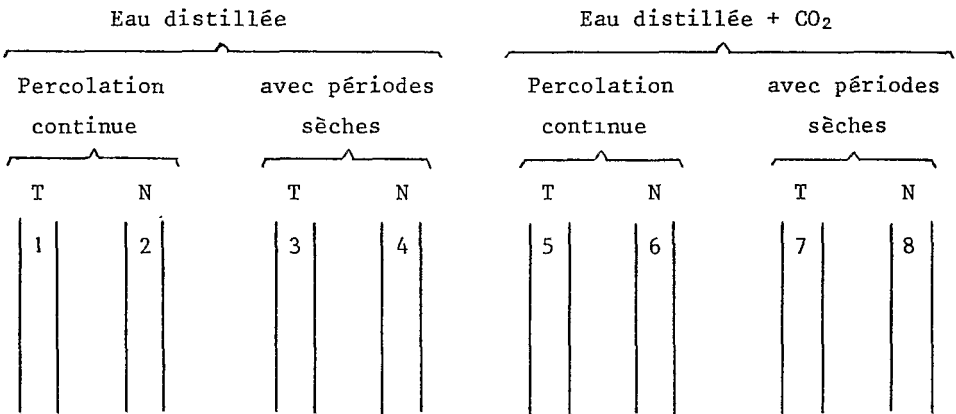 Eau distillée Eau distillée + CO₂
Percolation avec périodes Percolation avec périodes
continue sèches continue sèches
T N T N T N T N
1 2 3 4 5 6 7 8